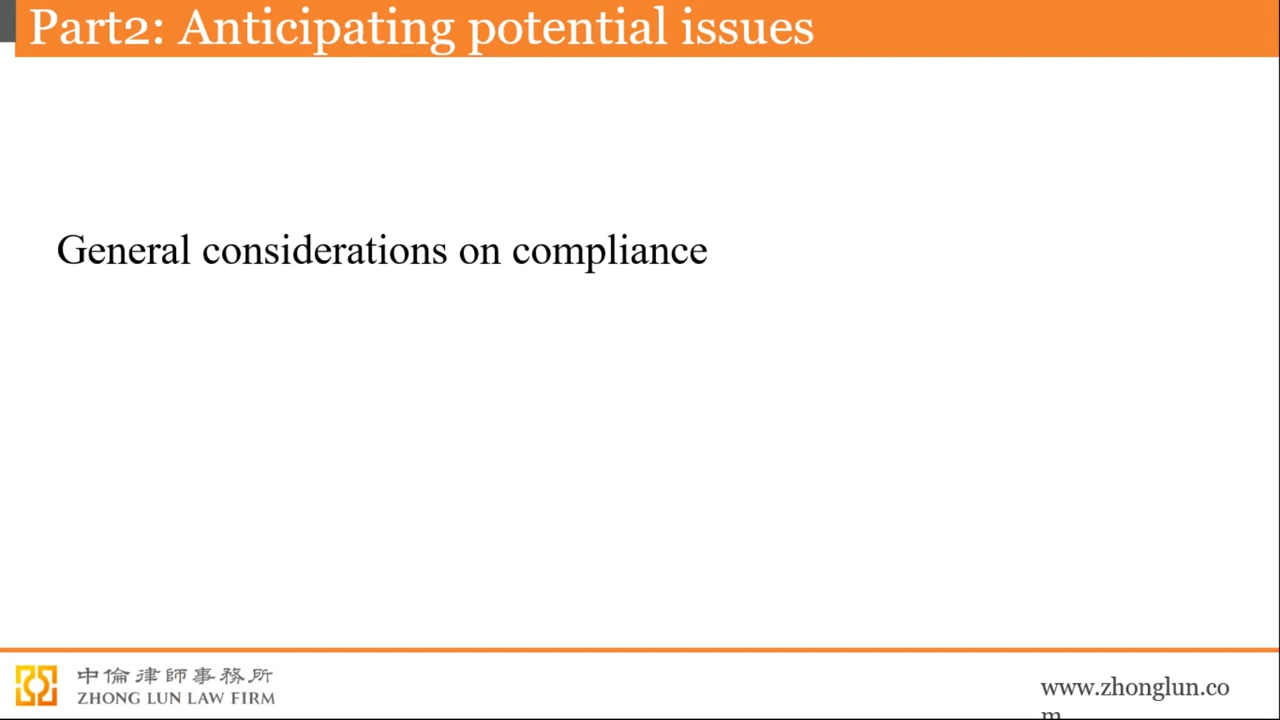 Part2: Anticipating potential issues
General considerations on compliance
中倫律師事務所
ZHONG LUN LAW FIRM
www.zhonglun.co
m